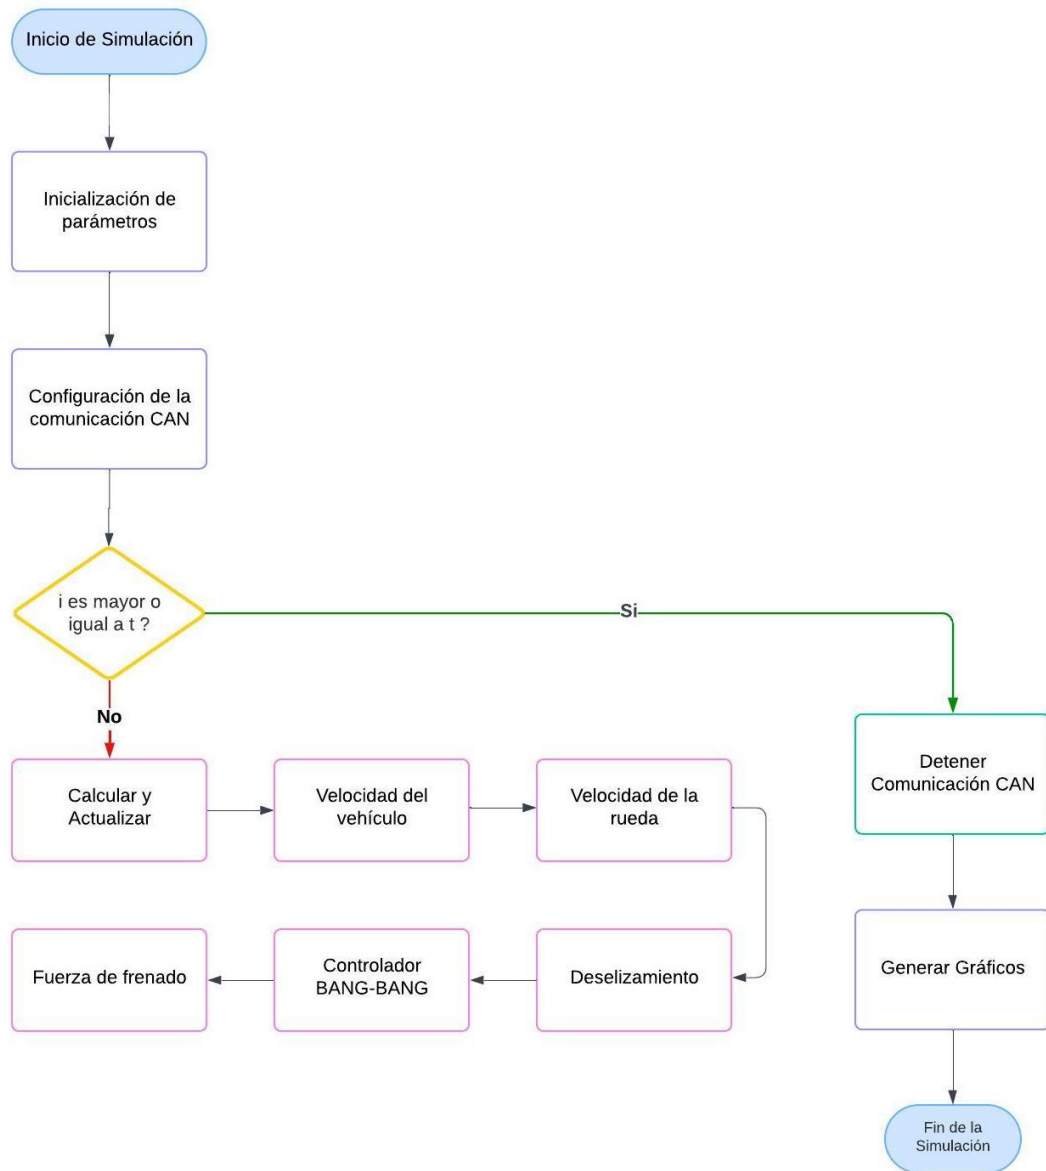 Inicio de Simulación
Inicialización de
parámetros
Configuración de la
comunicación CAN
i es mayor o
igual a t ?
Si
No
Calcular y
Actualizar
Velocidad del
vehículo
Velocidad de la
rueda
Deselizamiento
Controlador
BANG-BANG
Fuerza de frenado
Detener
Comunicación CAN
Generar Gráficos
Fin de la
Simulación